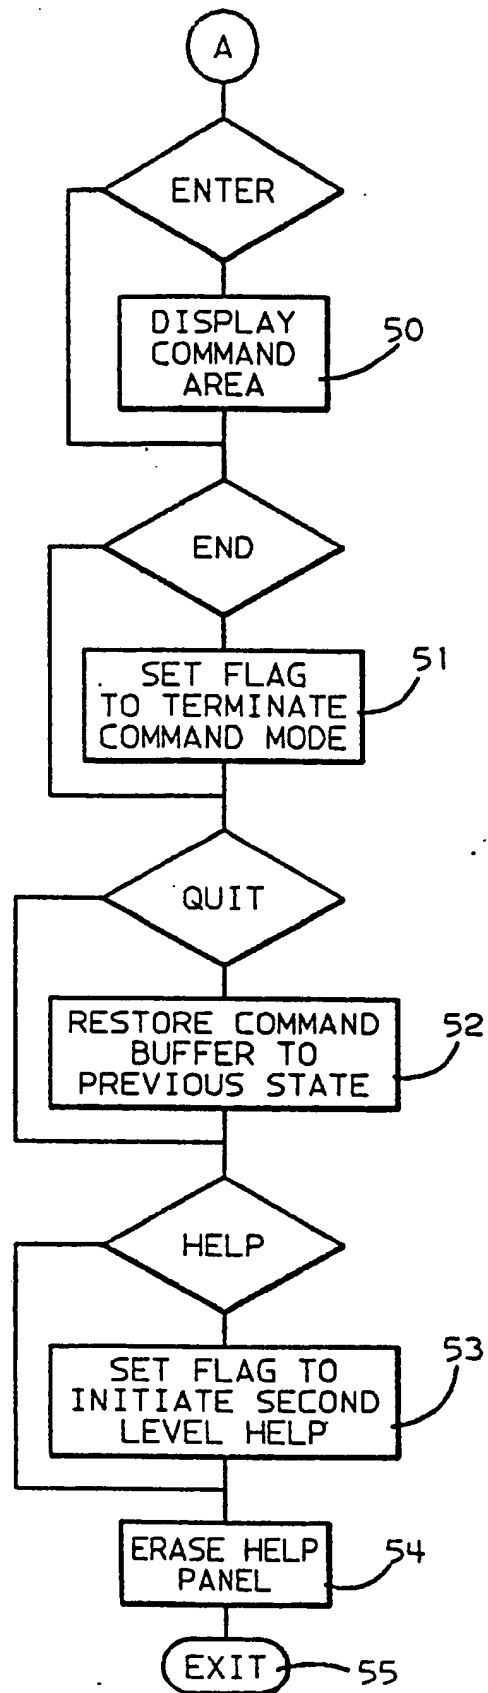 A
ENTER
DISPLAY
COMMAND
AREA
50
END
SET FLAG
TO TERMINATE
COMMAND MODE
51
QUIT
RESTORE COMMAND
BUFFER TO
PREVIOUS STATE
52
HELP
SET FLAG TO
INITIATE SECOND
LEVEL HELP
53
ERASE HELP
PANEL
54
EXIT
55